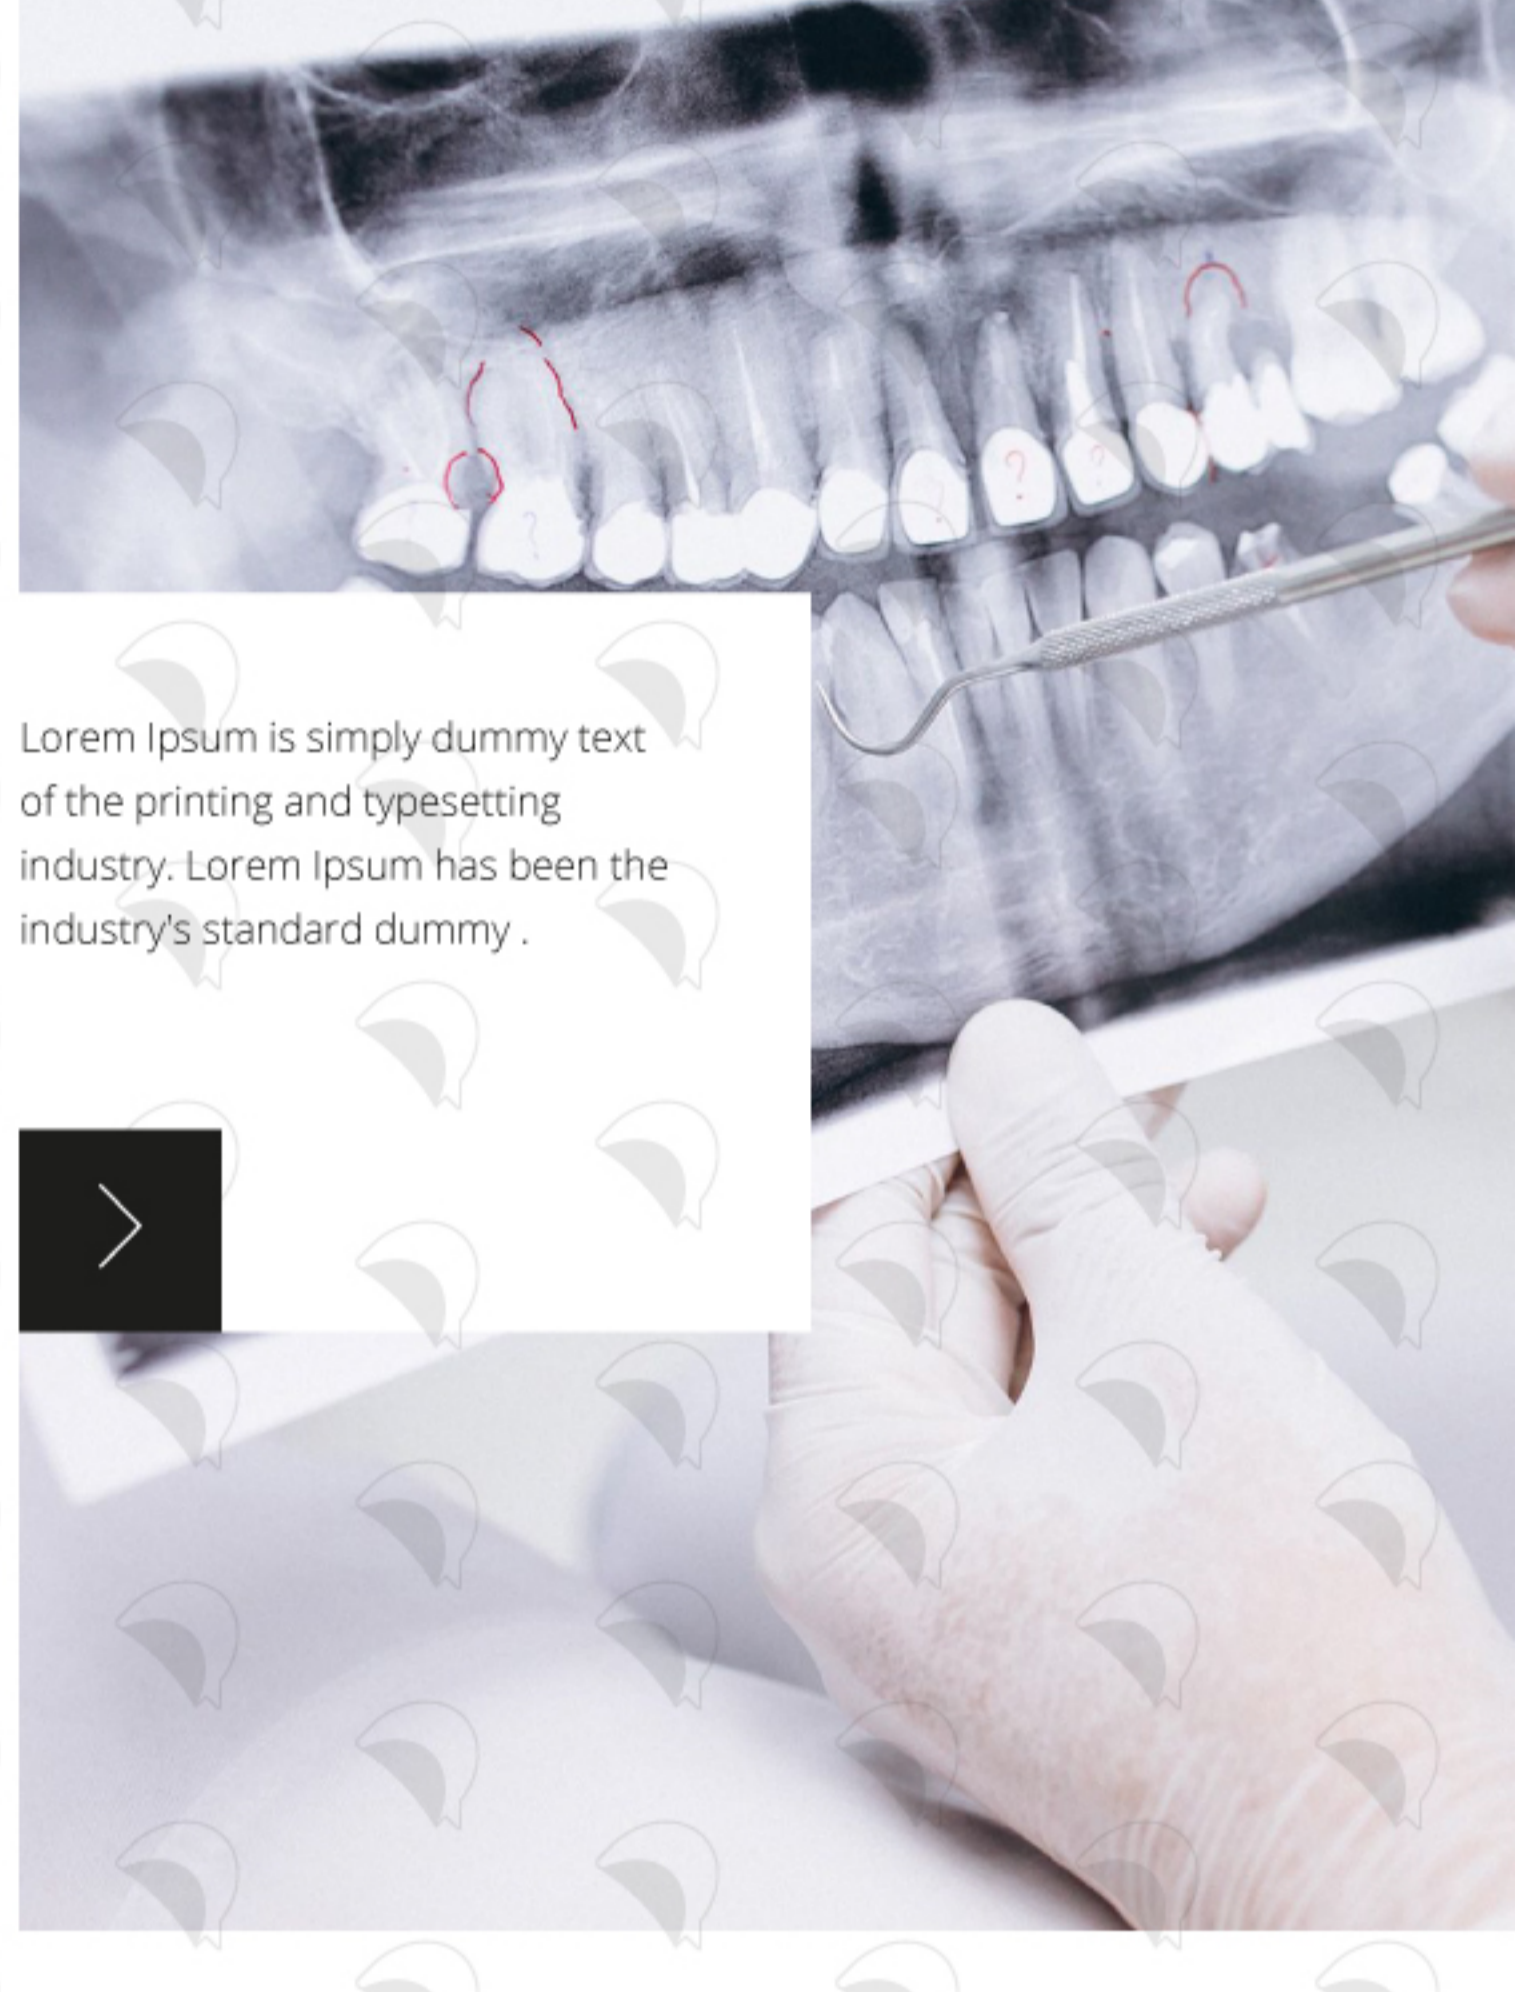 Lorem Ipsum is simply dummy text
of the printing and typesetting
industry. Lorem Ipsum has been the
industry's standard dummy .
?
?
?
?